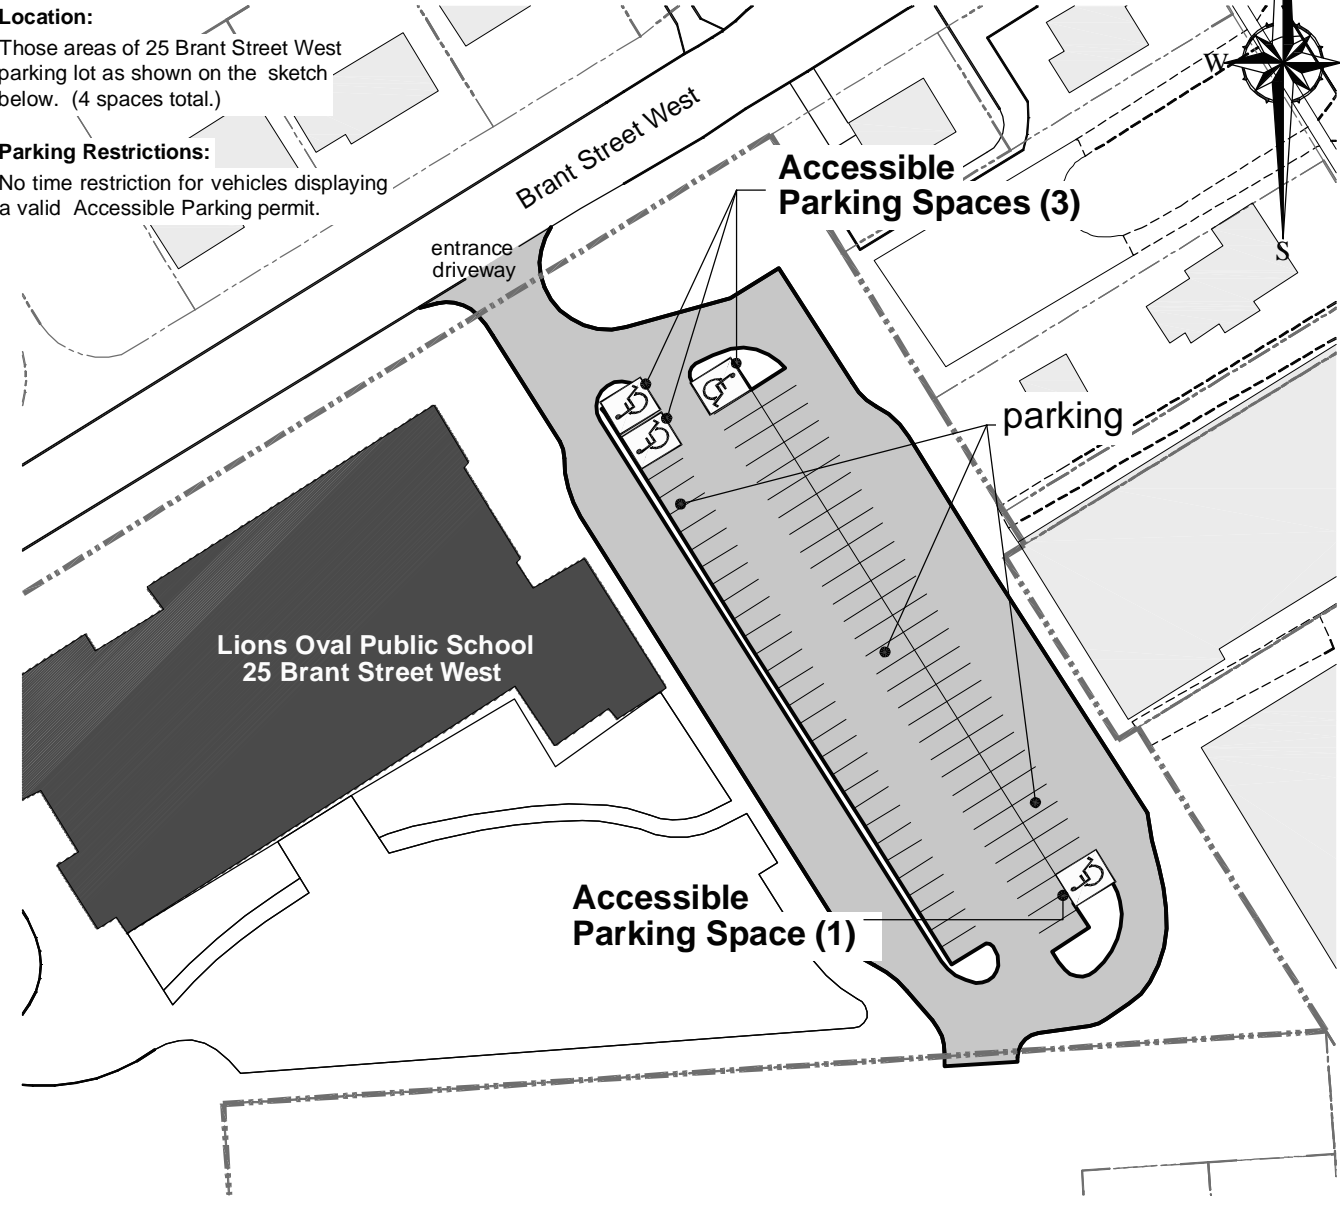 Location:
Those areas of 25 Brant Street West
parking lot as shown on the sketch
below. (4 spaces total.)
Parking Restrictions:
No time restriction for vehicles displaying
a valid Accessible Parking permit.
Brant Street West
W
S
entrance
driveway
Accessible
Parking Spaces (3)
parking
Lions Oval Public School
25 Brant Street West
Accessible
Parking Space (1)